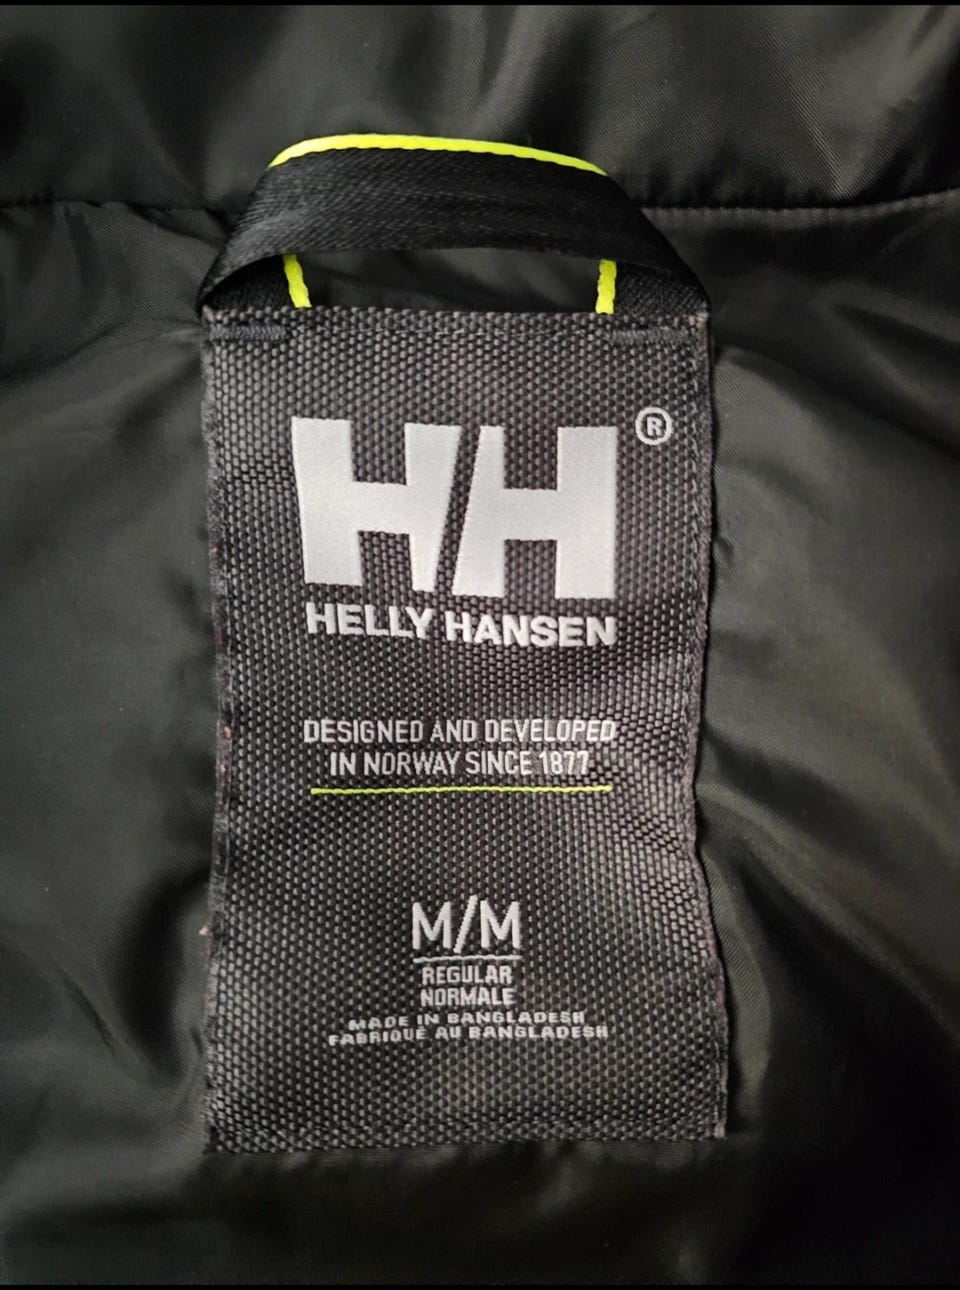 HH®
HELLY HANSEN
DESIGNED AND DEVELOPED
IN NORWAY SINCE 1877
M/M
REGULAR
NORMALE
MADE IN BANGLADESH
FABRIQUÉ AU BANGLADESH